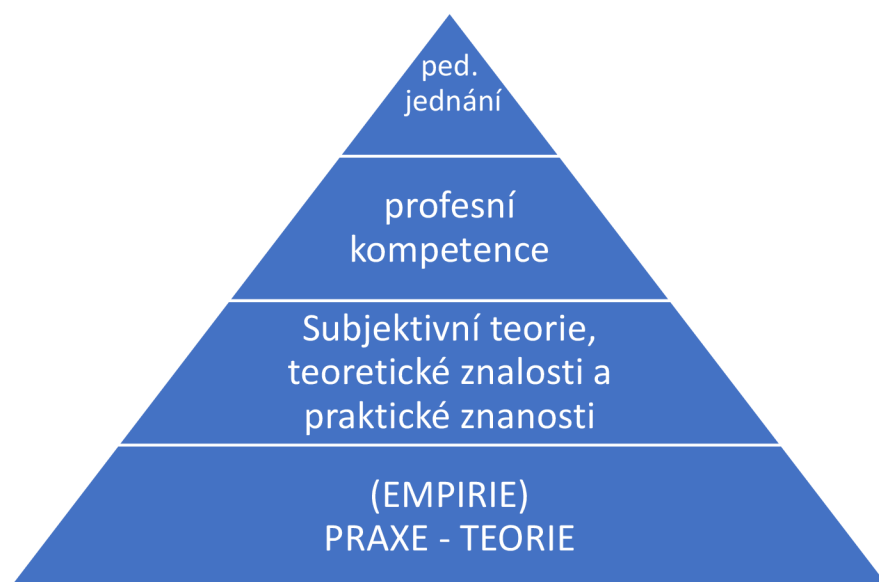 ped.
jednání
profesní
kompetence
Subjektivní teorie,
teoretické znalosti a
praktické znanosti
(EMPIRIE)
PRAXE - TEORIE